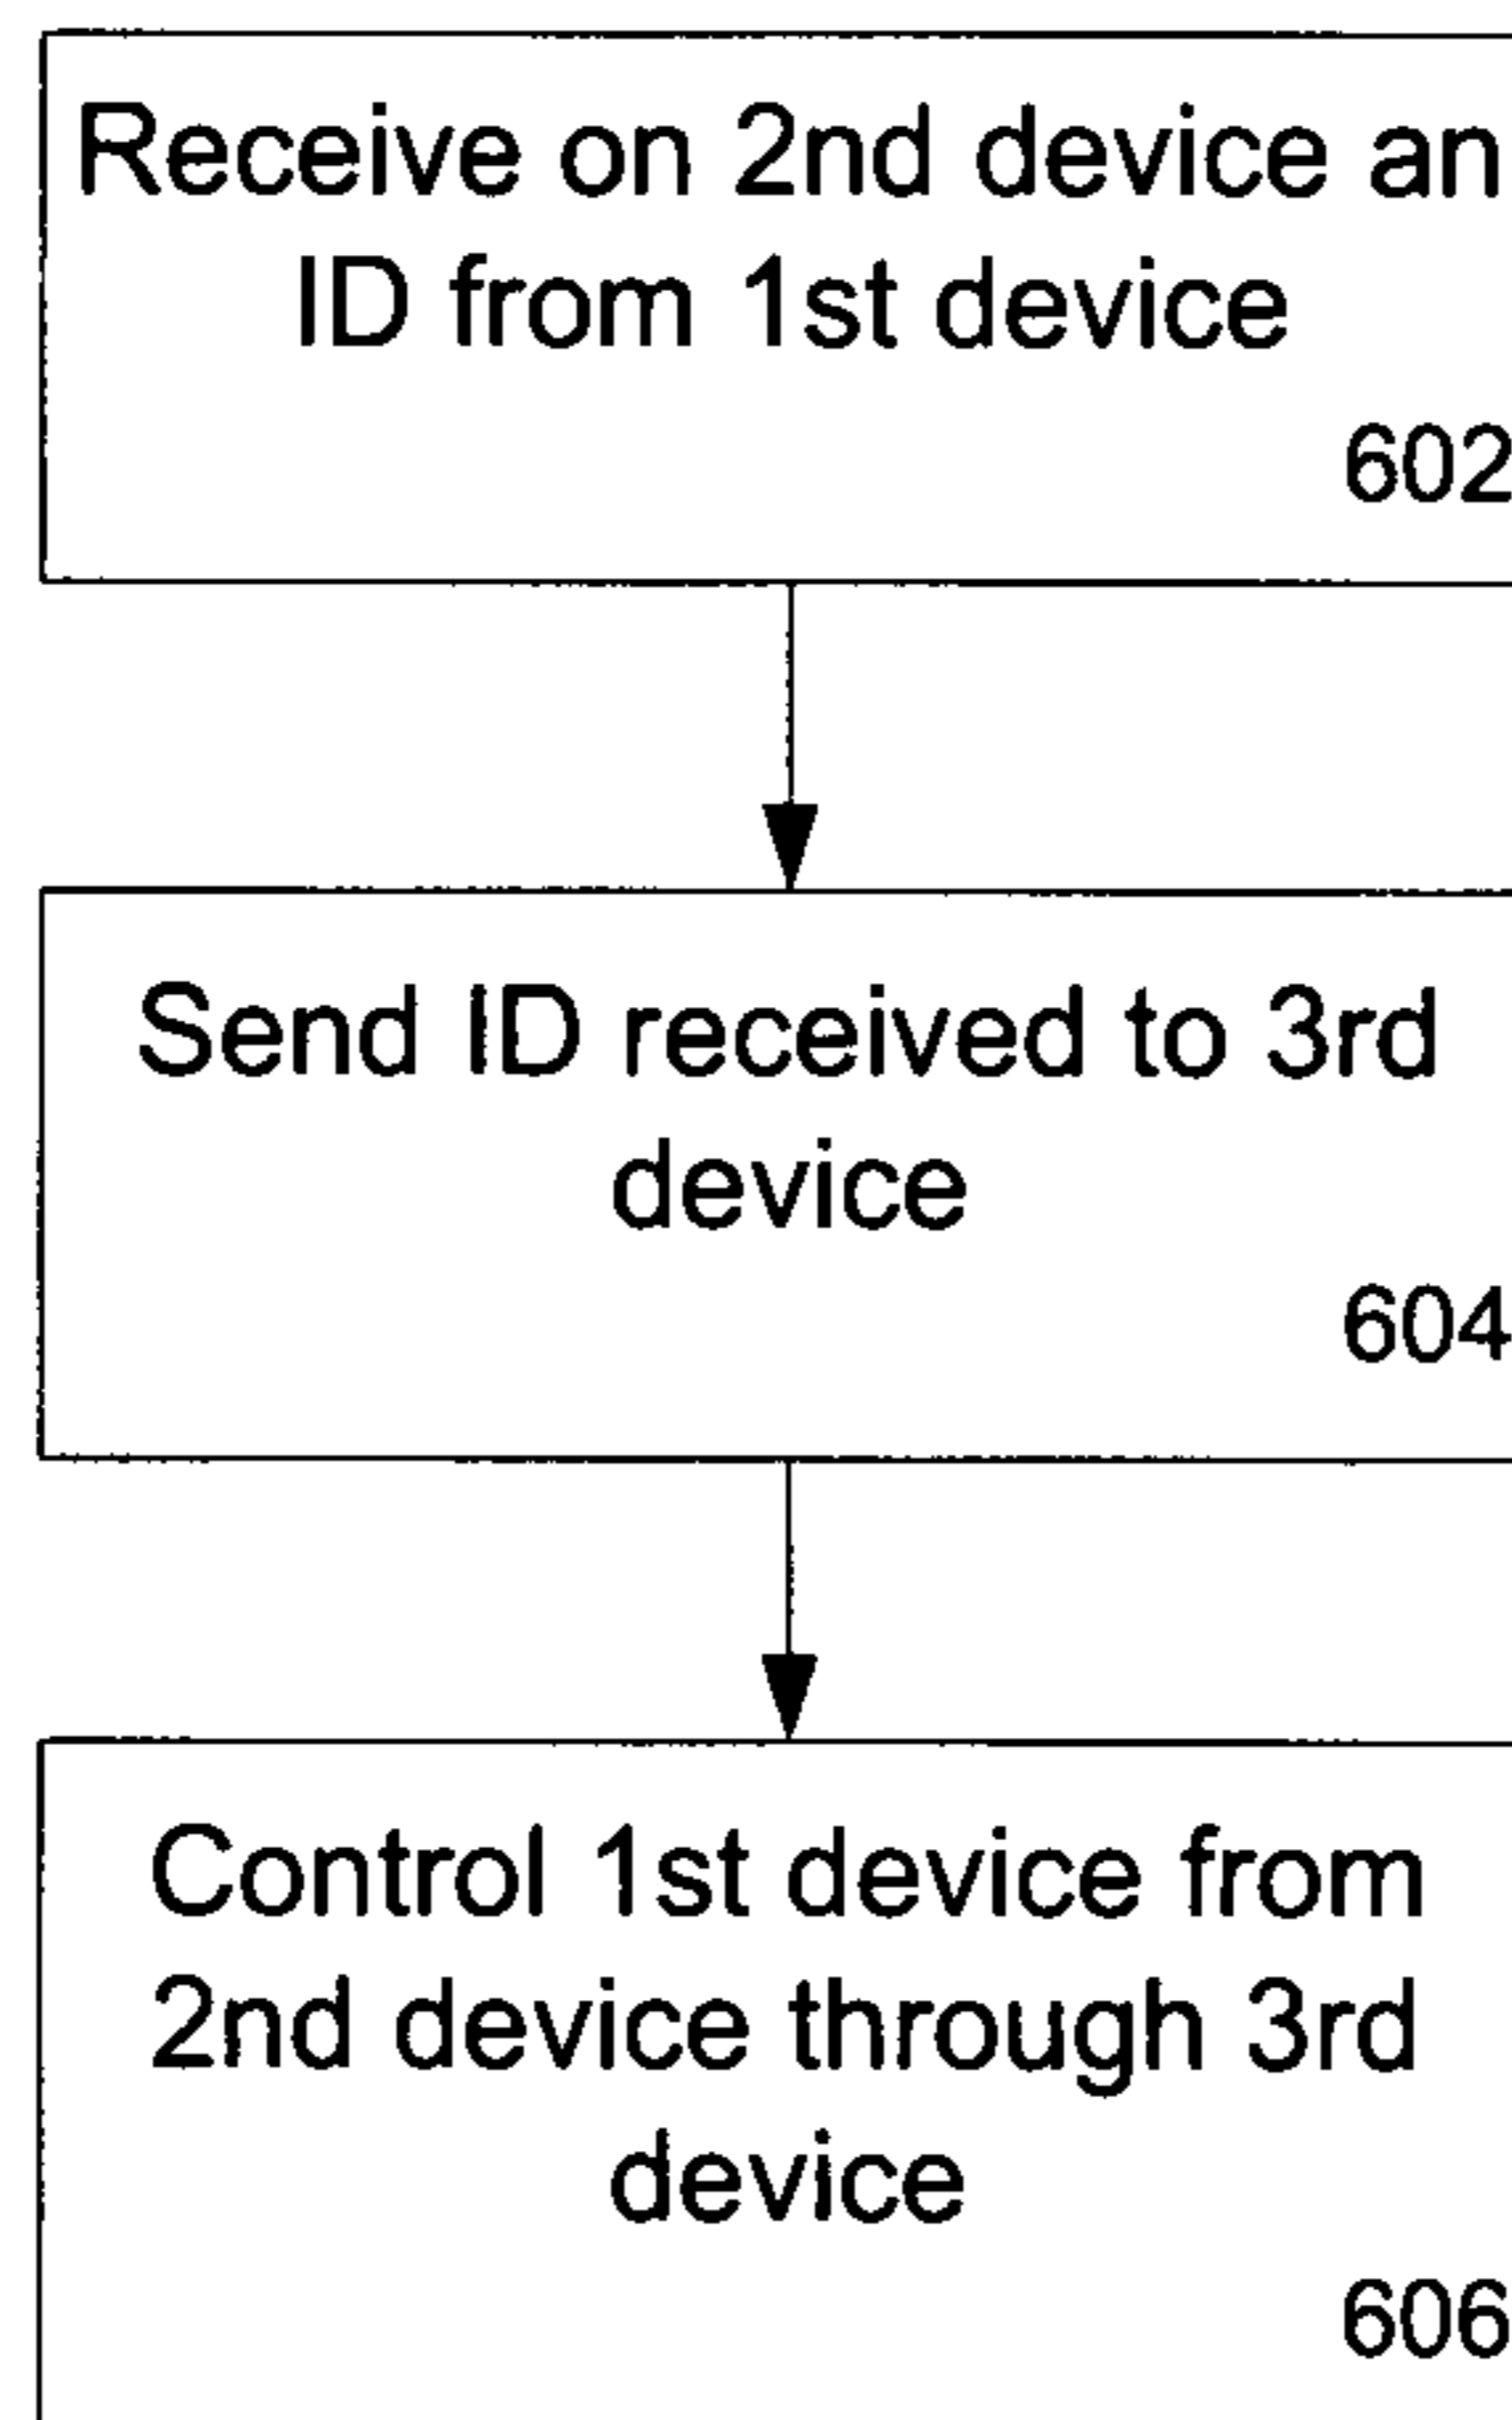 Receive on 2nd device an
ID from 1st device
602
Send ID received to 3rd
device
604
Control 1st device from
2nd device through 3rd
device
606